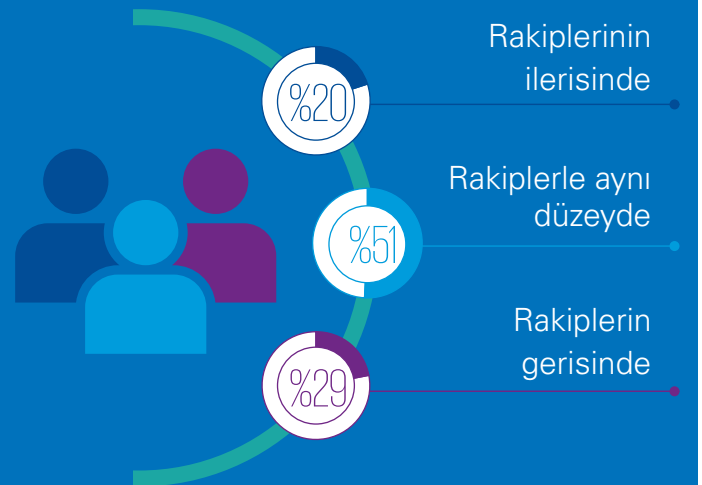 %20
Rakiplerinin
ilerisinde
%51
Rakiplerle aynı
düzeyde
%29
Rakiplerin
gerisinde